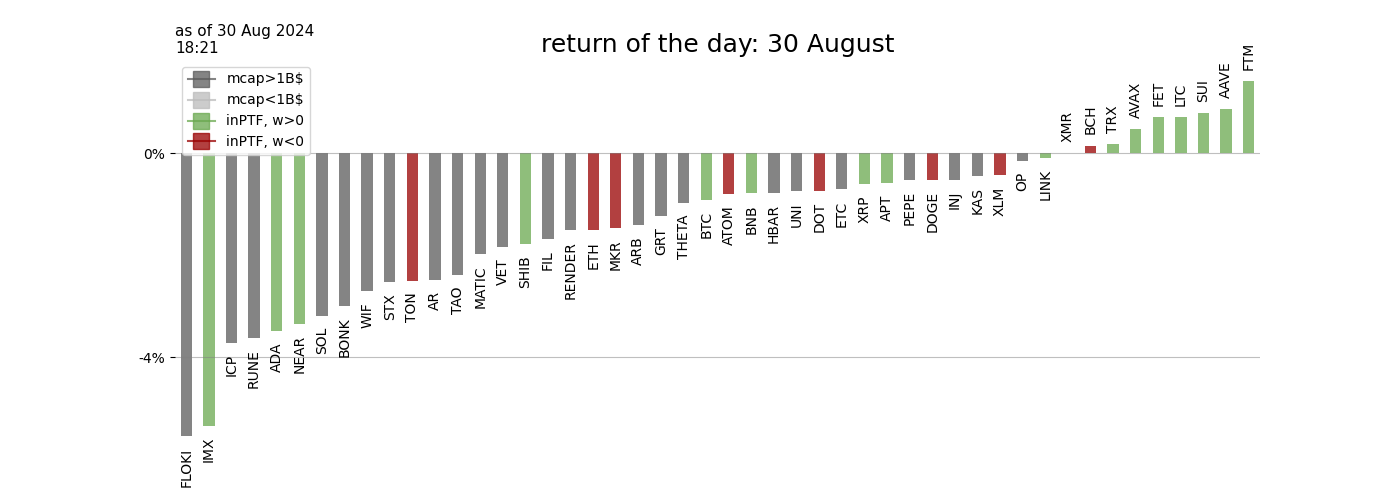 as of 30 Aug 2024
18:21
return of the day: 30 August
mcap>1B$
mcap<1B$
inPTF, w>0
inPTF, w<0
0%
-4%
FLOKI
IMX
ICP
RUNE
ADA
NEAR
SOL
BONK
WIF
STX
TON
AR
TAO
MATIC
VET
SHIB
FIL
RENDER
ETH
MKR
ARB
GRT
THETA
BTC
ATOM
BNB
HBAR
UNI
DOT
ETC
XRP
APT
PEPE
DOGE
INJ
KAS
XLM
OP
LINK
XMR
BCH
TRX
AVAX
FET
LTC
SUI
AAVE
FTM